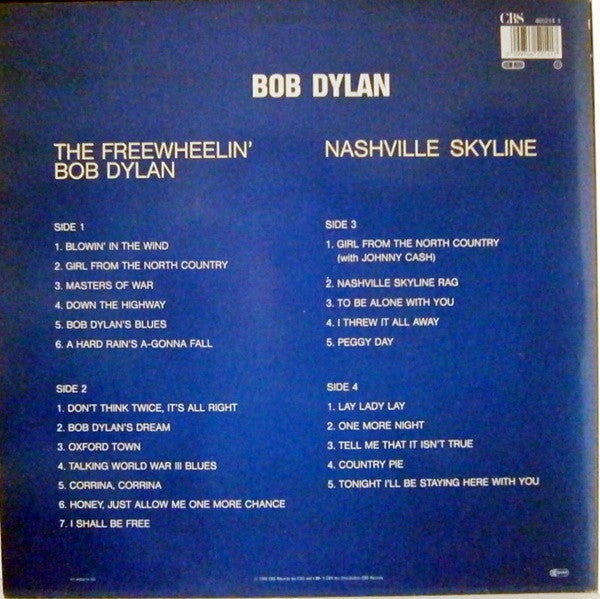 CBS 465214 1
BOB DYLAN
THE FREEWHEELIN'
BOB DYLAN
SIDE 1
1. BLOWIN' IN THE WIND
2. GIRL FROM THE NORTH COUNTRY
3. MASTERS OF WAR
4. DOWN THE HIGHWAY
5. BOB DYLAN'S BLUES
6. A HARD RAIN'S A-GONNA FALL
SIDE 2
1. DON'T THINK TWICE, IT'S ALL RIGHT
2. BOB DYLAN'S DREAM
3. OXFORD TOWN
4. TALKING WORLD WAR III BLUES
5. CORRINA, CORRINA
6. HONEY, JUST ALLOW ME ONE MORE CHANCE
7. I SHALL BE FREE
NASHVILLE SKYLINE
SIDE 3
1. GIRL FROM THE NORTH COUNTRY
(with JOHNNY CASH)
2. NASHVILLE SKYLINE RAG
3. TO BE ALONE WITH YOU
4. I THREW IT ALL AWAY
5. PEGGY DAY
SIDE 4
1. LAY LADY LAY
2. ONE MORE NIGHT
3. TELL ME THAT IT ISN'T TRUE
4. COUNTRY PIE
5. TONIGHT I'LL BE STAYING HERE WITH YOU